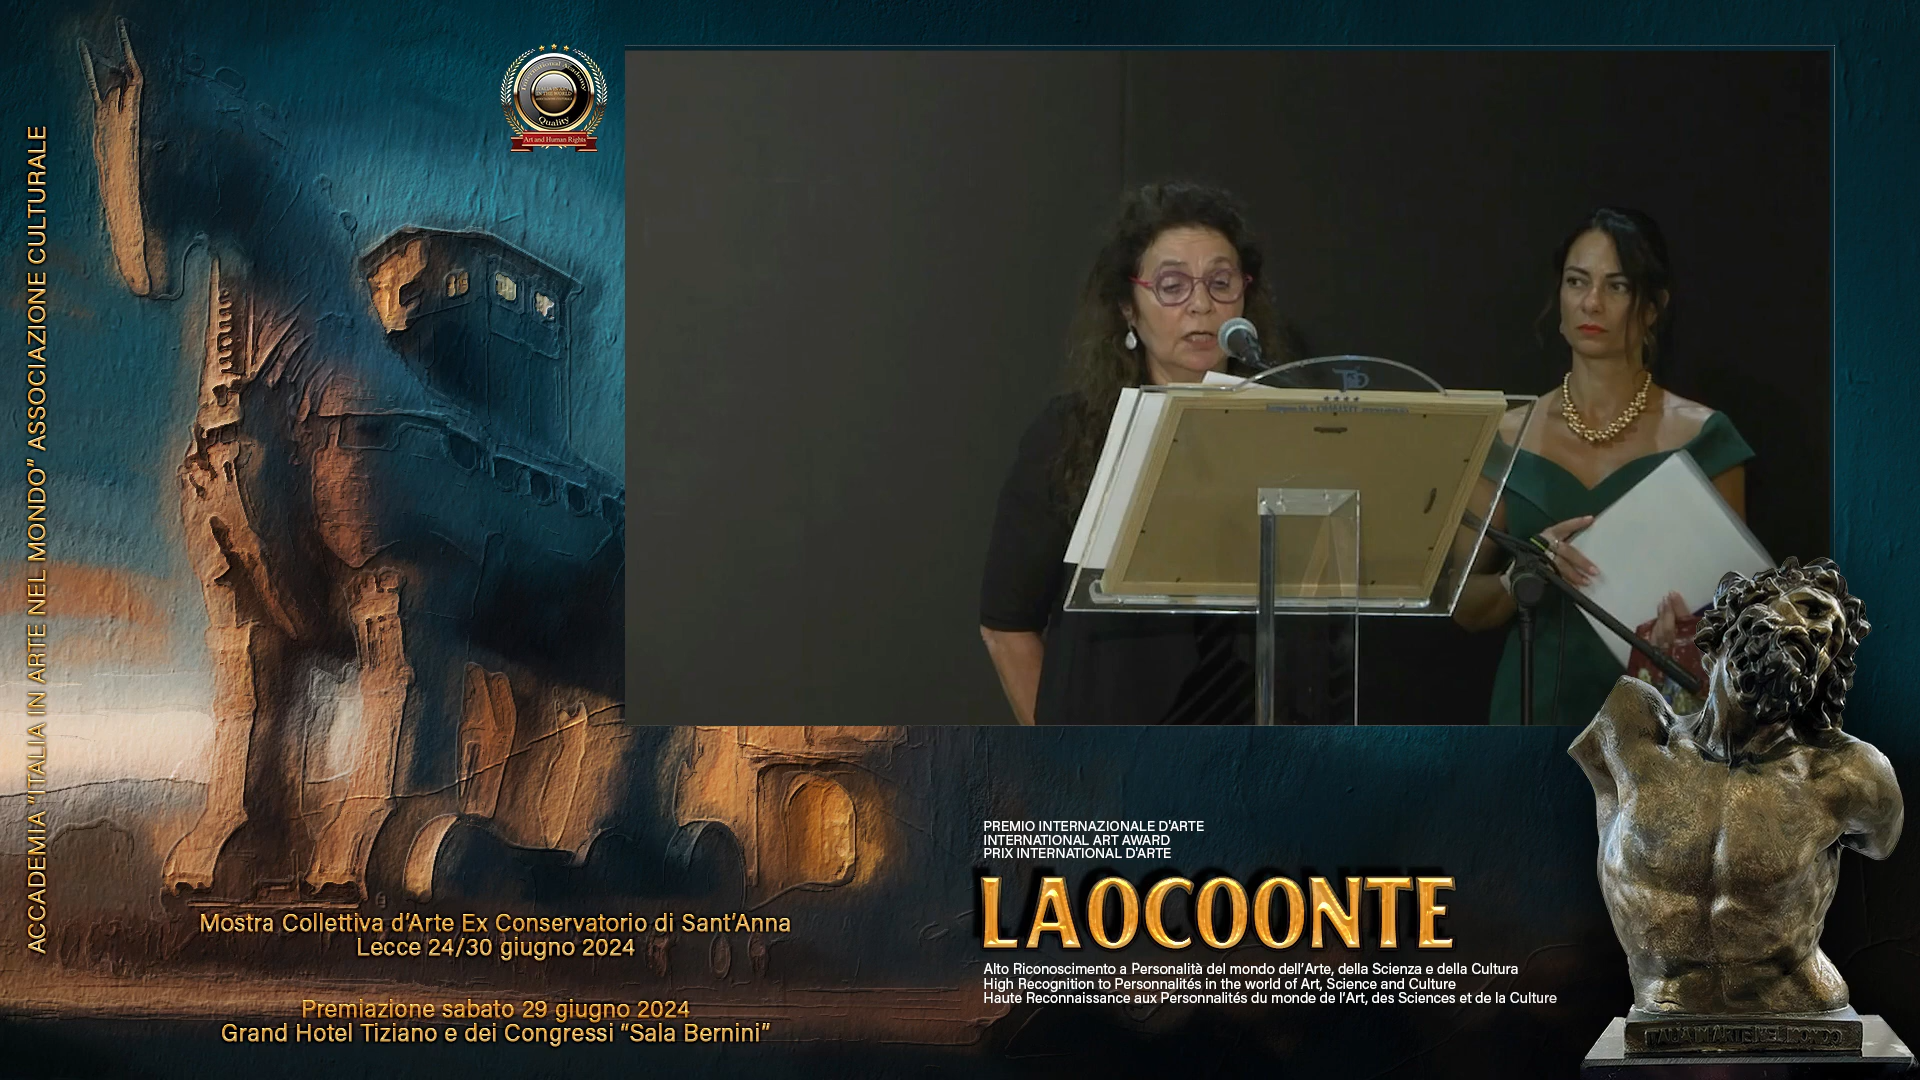 ACCADEMIA “ITALIA IN ARTE NEL MONDO” ASSOCIAZIONE CULTURALE
International Academy
Quality
Art and Human Rights
PREMIO INTERNAZIONALE D'ARTE
INTERNATIONAL ART AWARD
PRIX INTERNATIONAL D'ARTE
LAOCOONTE
Alto Riconoscimento a Personalità del mondo dell’Arte, della Scienza e della Cultura
High Recognition to Personnalités in the world of Art, Science and Culture
Haute Reconnaissance aux Personnalités du monde de l’Art, des Sciences et de la Culture
Mostra Collettiva d’Arte Ex Conservatorio di Sant’Anna
Lecce 24/30 giugno 2024
Premiazione sabato 29 giugno 2024
Grand Hotel Tiziano e dei Congressi “Sala Bernini”
ITALIA IN ARTE NEL MONDO